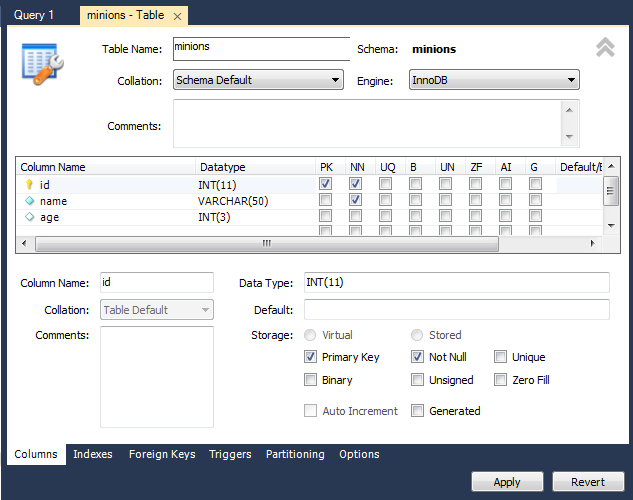 Query 1 minions - Table
Table Name: minions Schema: minions
Collation: Schema Default Engine: InnoDB
Comments:
Column Name Datatype PK NN UQ B UN ZF AI G Default/E
id INT(11)
name VARCHAR(50)
age INT(3)
Column Name: id Data Type: INT(11)
Collation: Table Default Default:
Comments: Storage: Virtual Stored
Primary Key Not Null Unique
Binary Unsigned Zero Fill
Auto Increment Generated
Columns Indexes Foreign Keys Triggers Partitioning Options
Apply Revert